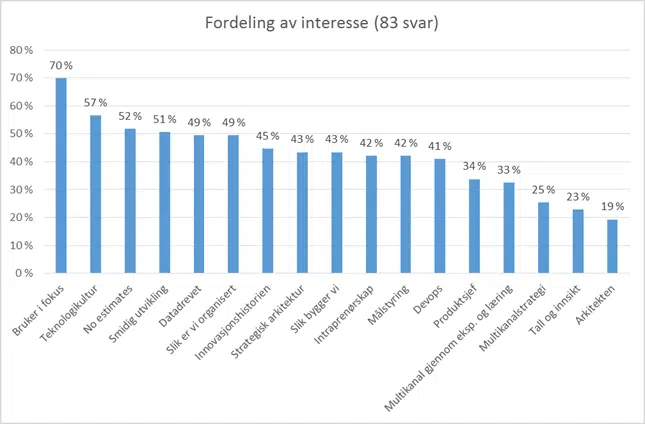 Fordeling av interesse (83 svar)
80 %
70 %
60 %
50 %
40 %
30 %
20 %
10 %
0 %
70 %
57 %
52 %
51 %
49 %
49 %
45 %
43 %
43 %
42 %
42 %
41 %
34 %
33 %
25 %
23 %
19 %
Bruker i fokus
Teknologikultur
No estimates
Smidig utvikling
Datadrevet
Slik er vi organisert
Innovasjonshistorien
Strategisk arkitektur
Slik bygger vi
Intraprenørskap
Målstyring
Devops
Produktsjef
Multikanal gjennom eksp. og læring
Multikanalstrategi
Tall og innsikt
Arkitekten